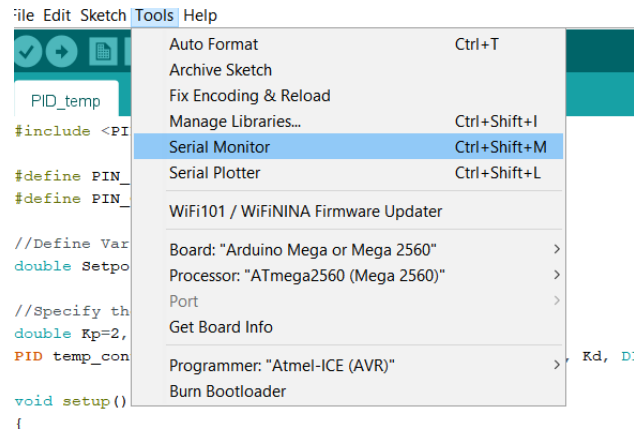 File Edit Sketch Tools Help
Auto Format Ctrl+T
Archive Sketch
Fix Encoding & Reload
Manage Libraries... Ctrl+Shift+I
Serial Monitor Ctrl+Shift+M
Serial Plotter Ctrl+Shift+L
WiFi101 / WiFiNINA Firmware Updater
Board: "Arduino Mega or Mega 2560"
Processor: "ATmega2560 (Mega 2560)"
Port
Get Board Info
Programmer: "Atmel-ICE (AVR)"
Burn Bootloader
PID_temp
#include <PI
#define PIN_
#define PIN_
//Define Var
double Setpo
//Specify th
double Kp=2,
PID temp_con , Kd, DI
void setup()
{